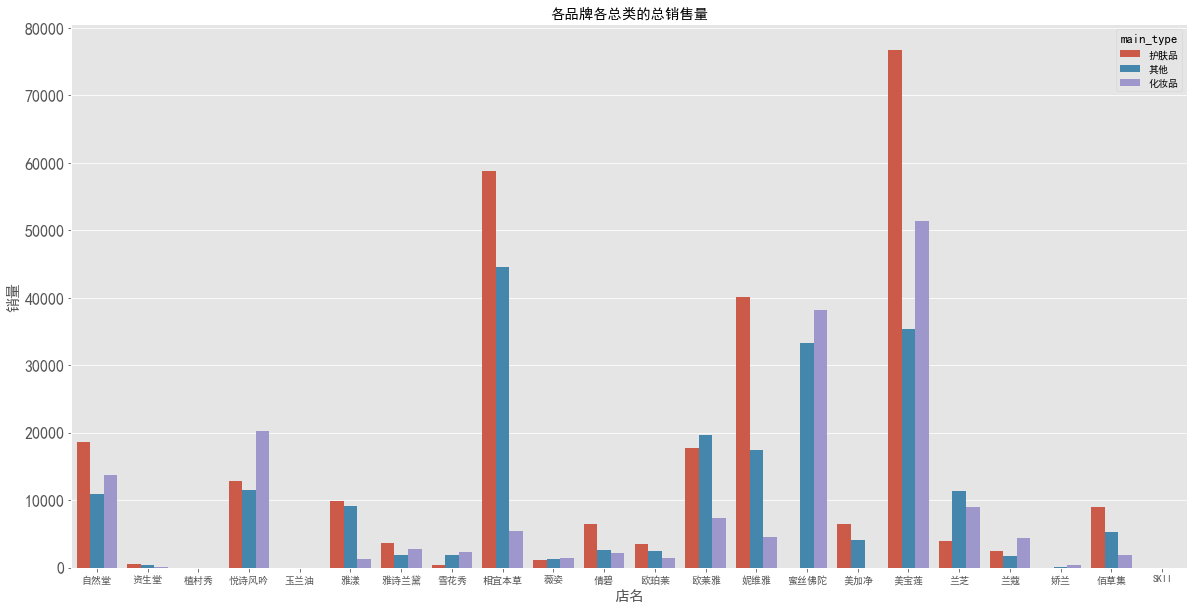 各品牌各总类的总销售量
main_type
护肤品
其他
化妆品
销量
80000
70000
60000
50000
40000
30000
20000
10000
0
自然堂 资生堂 植村秀 悦诗风吟 玉兰油 雅漾 雅诗兰黛 雪花秀 相宜本草 薇姿 倩碧 欧珀莱 欧莱雅 妮维雅 蜜丝佛陀 美加净 美宝莲 兰芝 兰蔻 娇兰 佰草集 SKII
店名